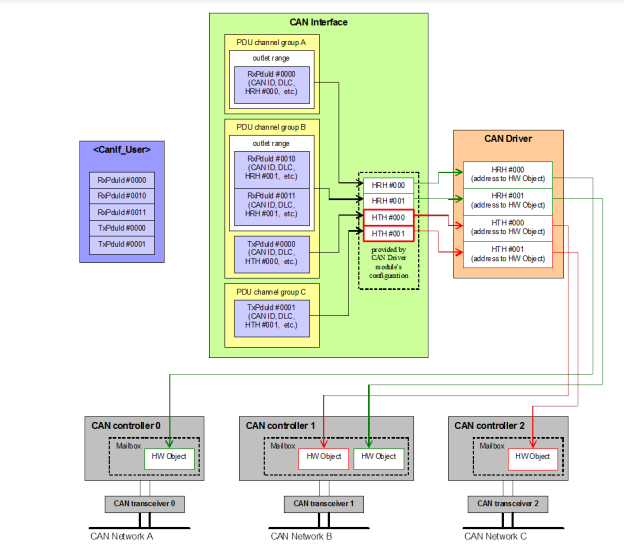 CAN Interface
PDU channel group A
outlet range
RxPduId #0000
(CAN ID, DLC,
HRH #000, etc.)
PDU channel group B
outlet range
RxPduId #0010
(CAN ID, DLC,
HRH #001, etc.)
RxPduId #0011
(CAN ID, DLC,
HRH #001, etc.)
TxPduId #0000
(CAN ID, DLC,
HTH #000, etc.)
PDU channel group C
TxPduId #0001
(CAN ID, DLC,
HTH #001, etc.)
<CanIf_User>
RxPduId #0000
RxPduId #0010
RxPduId #0011
TxPduId #0000
TxPduId #0001
HRH #000
HRH #001
HTH #000
HTH #001
provided by
CAN Driver
module's
configuration
CAN Driver
HRH #000
(address to HW Object)
HRH #001
(address to HW Object)
HTH #000
(address to HW Object)
HTH #001
(address to HW Object)
CAN controller 0
Mailbox
HW Object
CAN transceiver 0
CAN Network A
CAN controller 1
Mailbox
HW Object
HW Object
CAN transceiver 1
CAN Network B
CAN controller 2
Mailbox
HW Object
CAN transceiver 2
CAN Network C